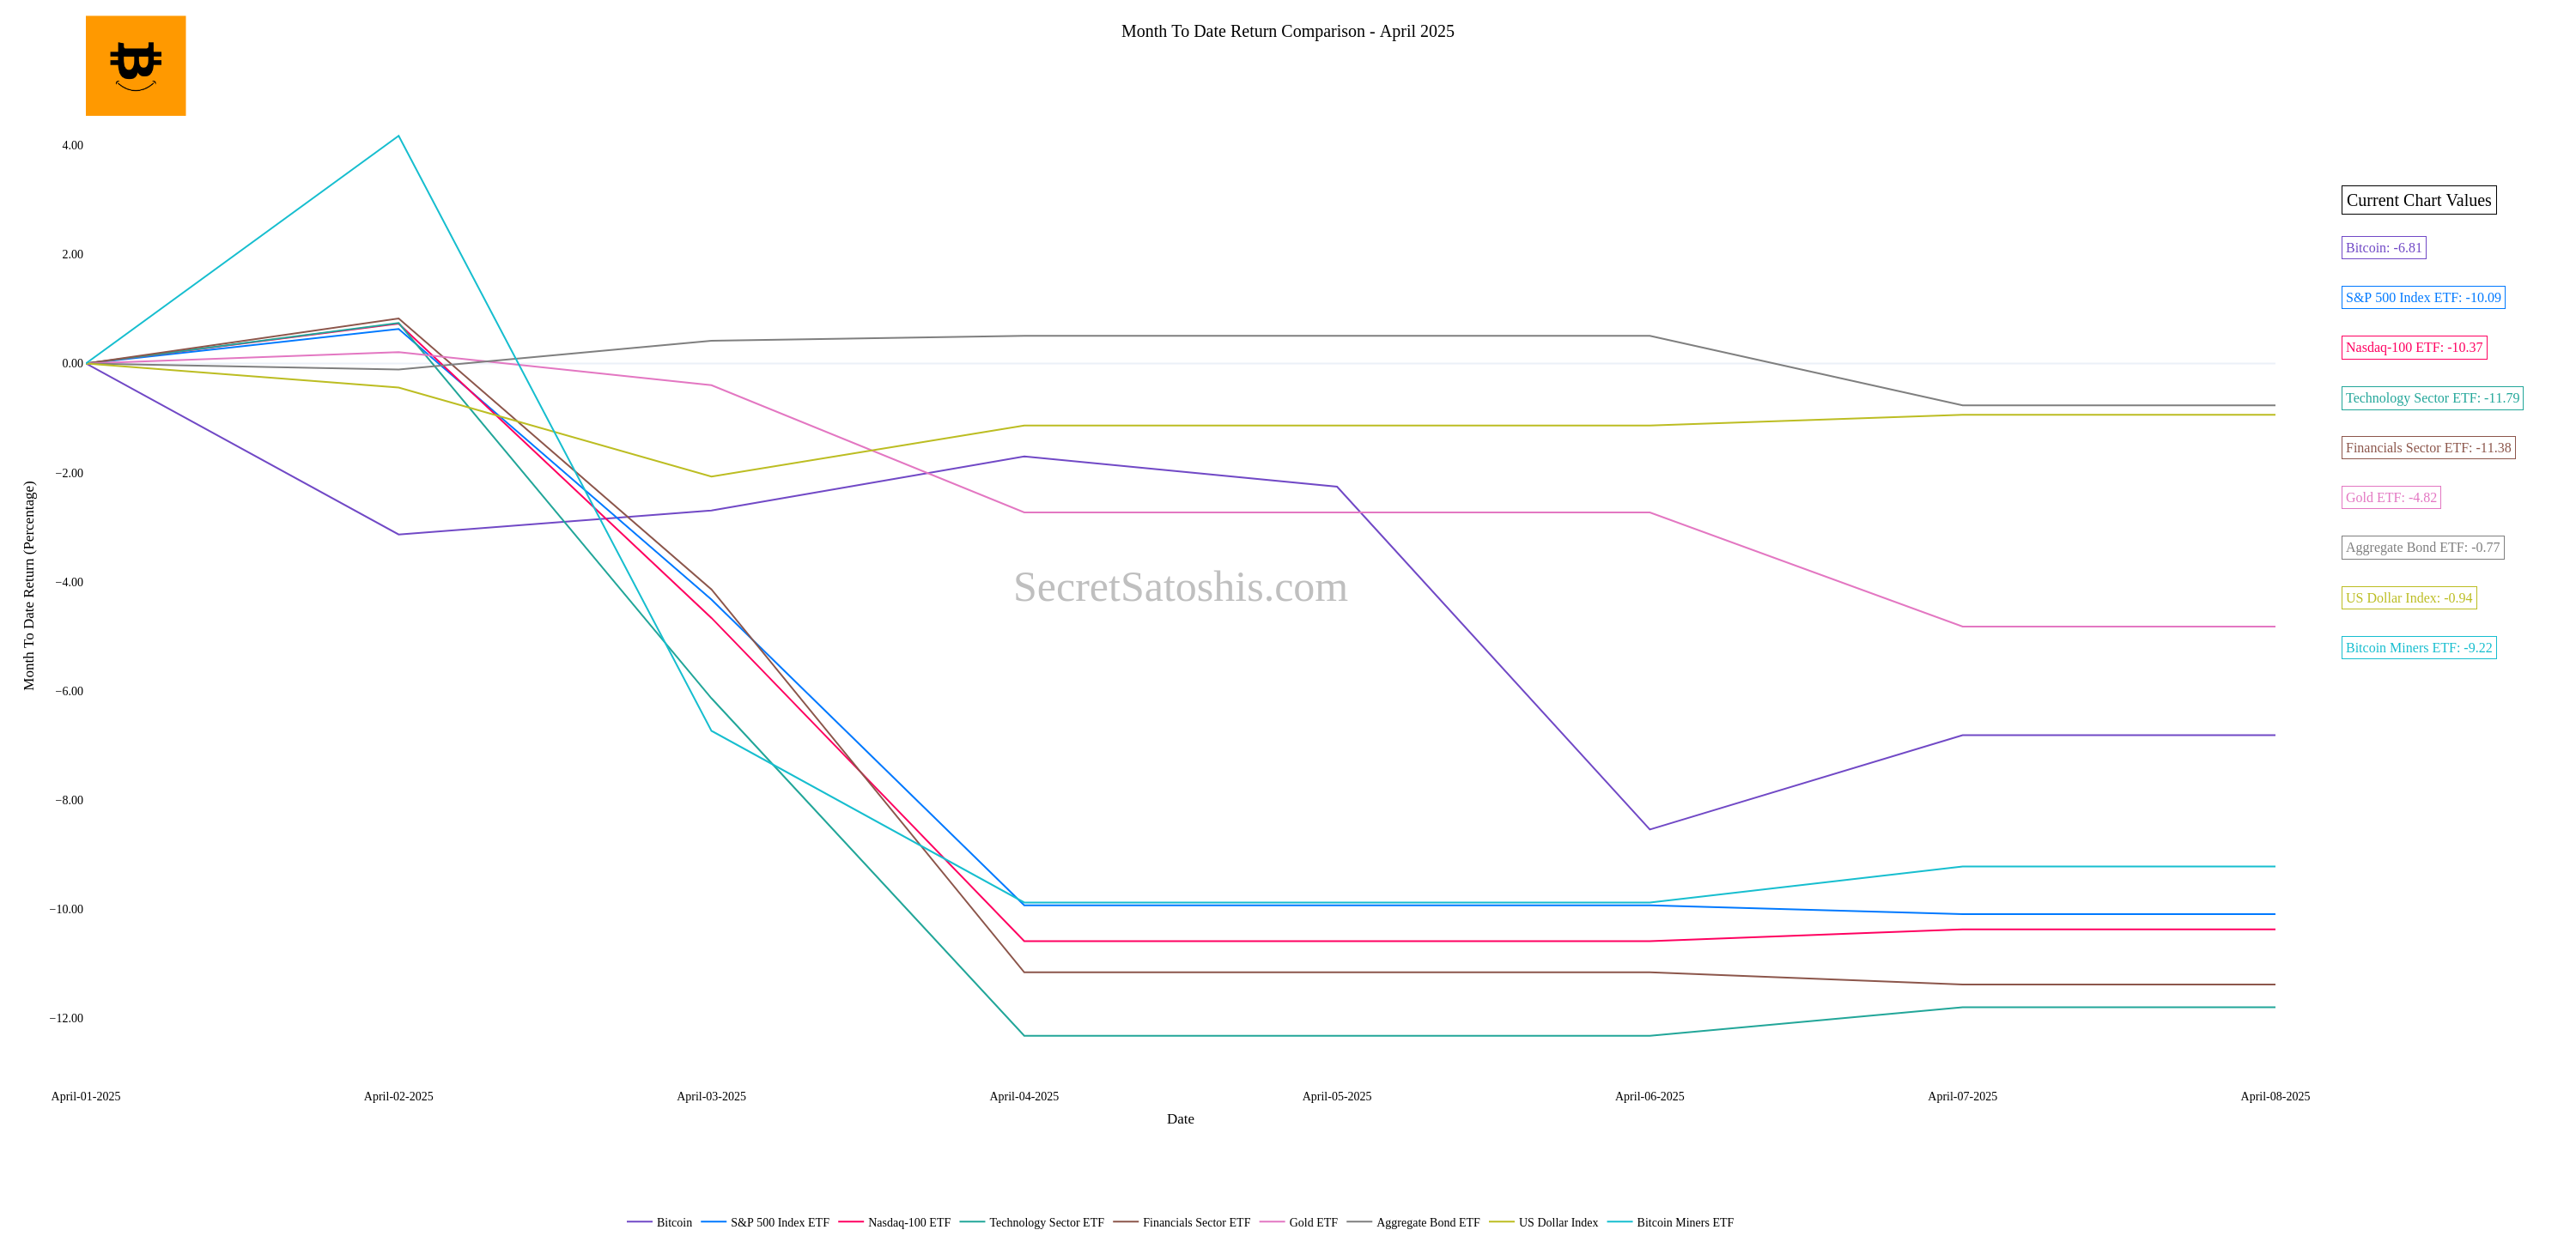 Month To Date Return Comparison - April 2025
4.00
2.00
0.00
−2.00
−4.00
−6.00
−8.00
−10.00
−12.00
Month To Date Return (Percentage)
SecretSatoshis.com
Current Chart Values
Bitcoin: -6.81
S&P 500 Index ETF: -10.09
Nasdaq-100 ETF: -10.37
Technology Sector ETF: -11.79
Financials Sector ETF: -11.38
Gold ETF: -4.82
Aggregate Bond ETF: -0.77
US Dollar Index: -0.94
Bitcoin Miners ETF: -9.22
April-01-2025 April-02-2025 April-03-2025 April-04-2025 April-05-2025 April-06-2025 April-07-2025 April-08-2025
Date
Bitcoin S&P 500 Index ETF Nasdaq-100 ETF Technology Sector ETF Financials Sector ETF Gold ETF Aggregate Bond ETF US Dollar Index Bitcoin Miners ETF